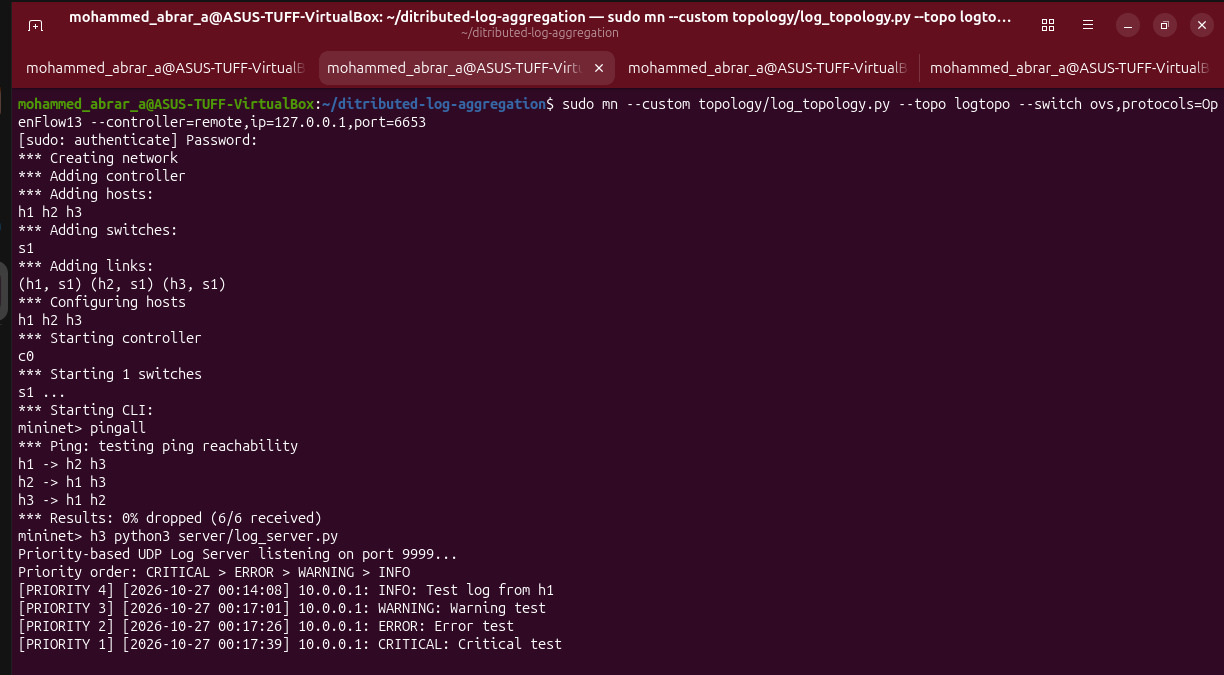 mohammed_abrar_a@ASUS-TUFF-VirtualBox: ~/ditributed-log-aggregation — sudo mn --custom topology/log_topology.py --topo logto…
~/ditributed-log-aggregation
mohammed_abrar_a@ASUS-TUFF-VirtualB mohammed_abrar_a@ASUS-TUFF-Virtu × mohammed_abrar_a@ASUS-TUFF-VirtualB mohammed_abrar_a@ASUS-TUFF-VirtualB
mohammed_abrar_a@ASUS-TUFF-VirtualBox:~/ditributed-log-aggregation$ sudo mn --custom topology/log_topology.py --topo logtopo --switch ovs,protocols=Op
enFlow13 --controller=remote,ip=127.0.0.1,port=6653
[sudo: authenticate] Password:
*** Creating network
*** Adding controller
*** Adding hosts:
h1 h2 h3
*** Adding switches:
s1
*** Adding links:
(h1, s1) (h2, s1) (h3, s1)
*** Configuring hosts
h1 h2 h3
*** Starting controller
c0
*** Starting 1 switches
s1 ...
*** Starting CLI:
mininet> pingall
*** Ping: testing ping reachability
h1 -> h2 h3
h2 -> h1 h3
h3 -> h1 h2
*** Results: 0% dropped (6/6 received)
mininet> h3 python3 server/log_server.py
Priority-based UDP Log Server listening on port 9999...
Priority order: CRITICAL > ERROR > WARNING > INFO
[PRIORITY 4] [2026-10-27 00:14:08] 10.0.0.1: INFO: Test log from h1
[PRIORITY 3] [2026-10-27 00:17:01] 10.0.0.1: WARNING: Warning test
[PRIORITY 2] [2026-10-27 00:17:26] 10.0.0.1: ERROR: Error test
[PRIORITY 1] [2026-10-27 00:17:39] 10.0.0.1: CRITICAL: Critical test